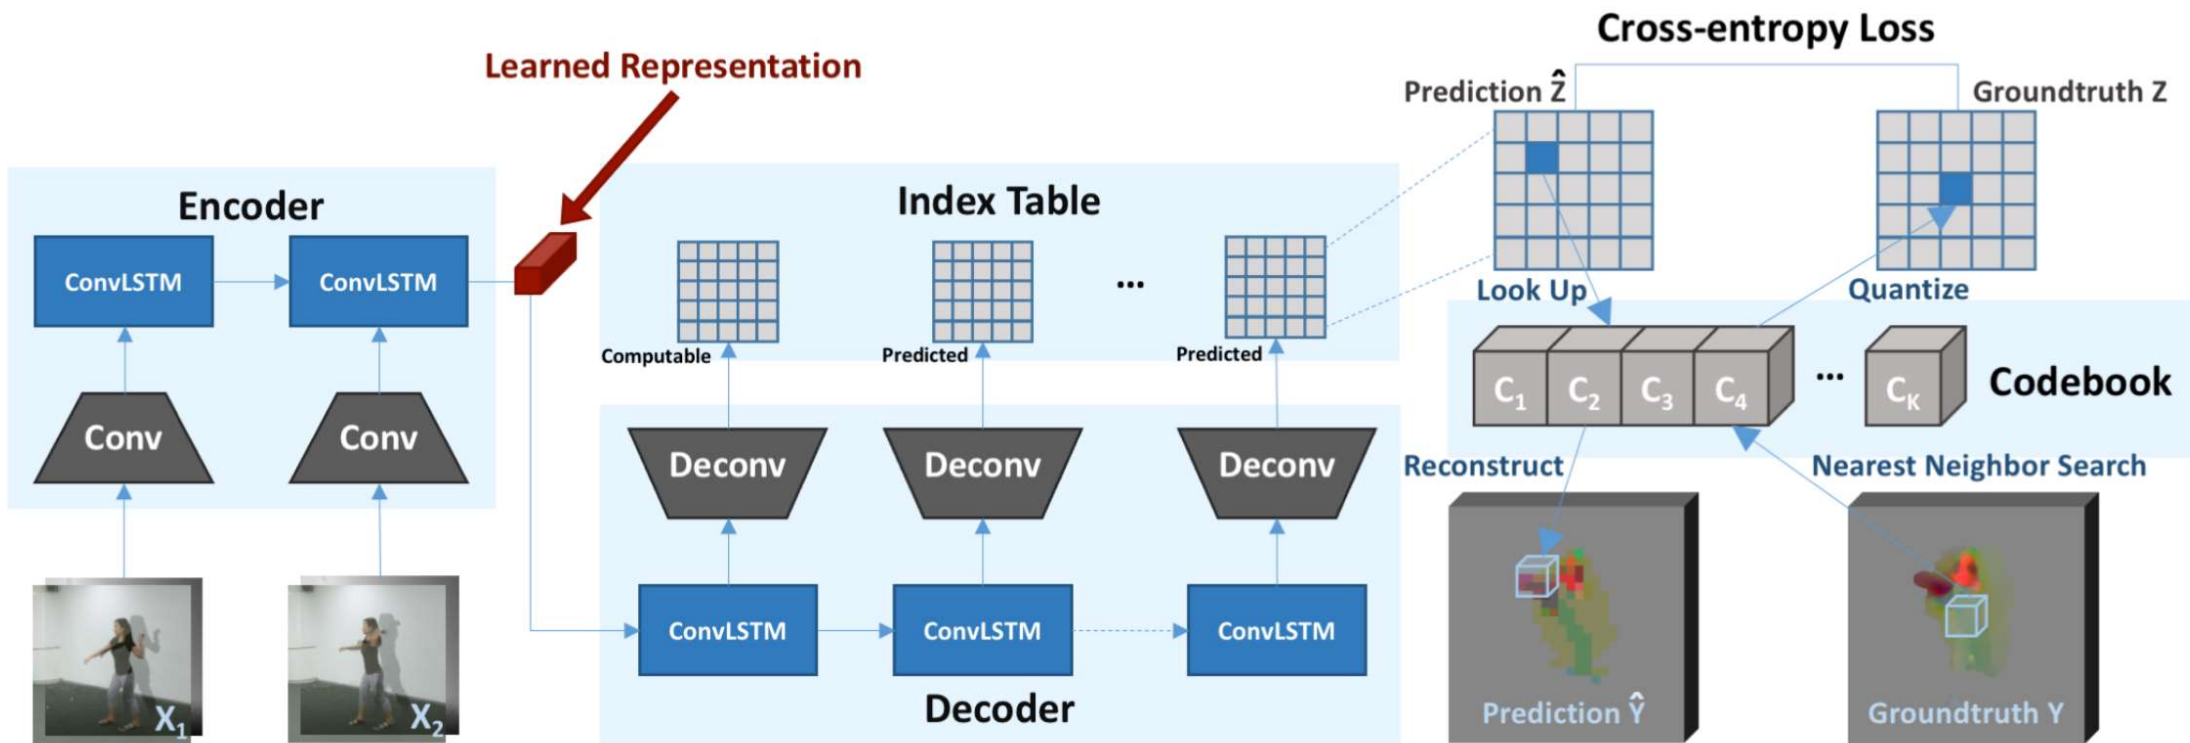 Cross-entropy Loss
Learned Representation
Prediction Ẑ
Groundtruth Z
Encoder
Index Table
ConvLSTM
ConvLSTM
...
Look Up
Quantize
Computable
Predicted
Predicted
C1 C2 C3 C4 ... CK
Codebook
Conv
Conv
Deconv
Deconv
Deconv
Reconstruct
Nearest Neighbor Search
ConvLSTM
ConvLSTM
ConvLSTM
X1
X2
Decoder
Prediction Ŷ
Groundtruth Y